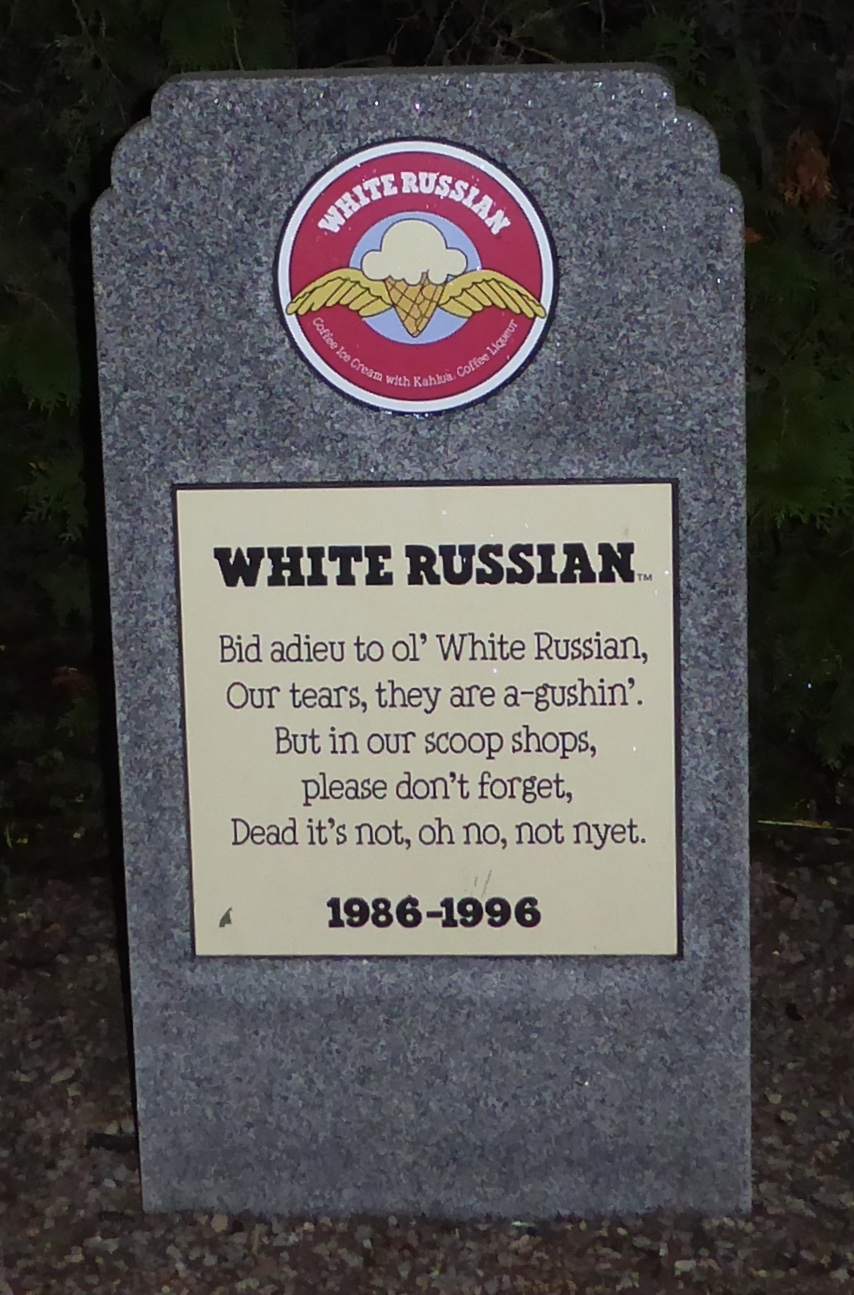 WHITE RUSSIAN
Coffee Ice Cream with Kahlua Coffee Liqueur
WHITE RUSSIAN™
Bid adieu to ol’ White Russian,
Our tears, they are a-gushin’.
But in our scoop shops,
please don’t forget,
Dead it’s not, oh no, not nyet.
1986-1996